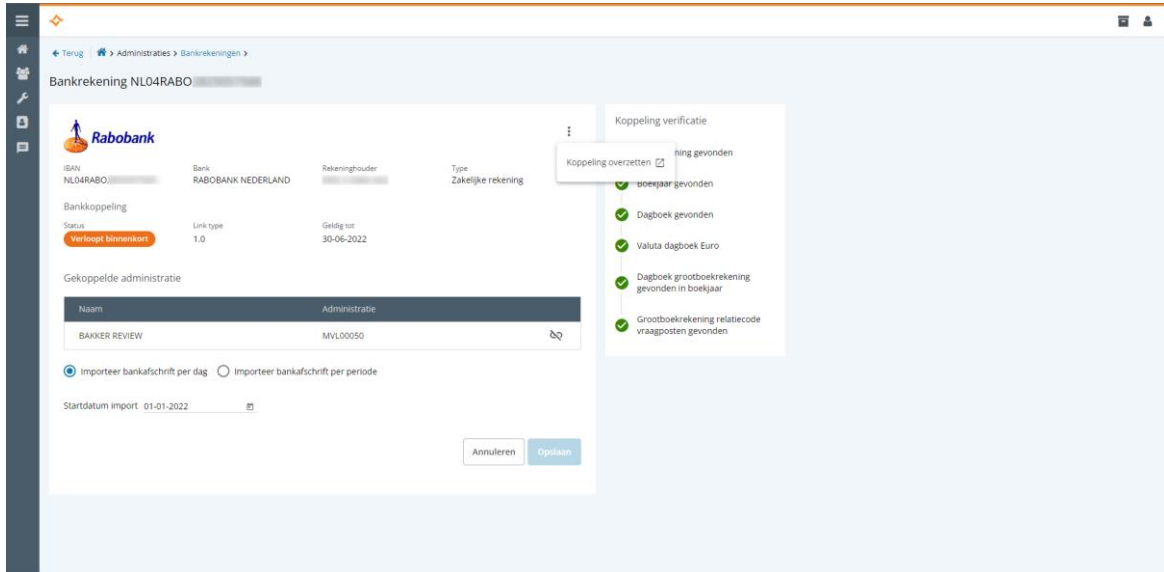 Terug > Administraties > Bankrekeningen >
Bankrekening NL04RABO
Rabobank
IBAN Bank Rekeninghouder Type
NL04RABO RABOBANK NEDERLAND Zakelijke rekening
Bankkoppeling
Status Link type Geldig tot
Verloopt binnenkort 1.0 30-06-2022
Gekoppelde administratie
Naam Administratie
BAKKER REVIEW MVL00050
Importeer bankafschrift per dag Importeer bankafschrift per periode
Startdatum import 01-01-2022
Annuleren Opslaan
Koppeling verificatie
Koppeling overzetten
gevonden
Boekjaar gevonden
Dagboek gevonden
Valuta dagboek Euro
Dagboek grootboekrekening
gevonden in boekjaar
Grootboekrekening relatiecode
vraagposten gevonden